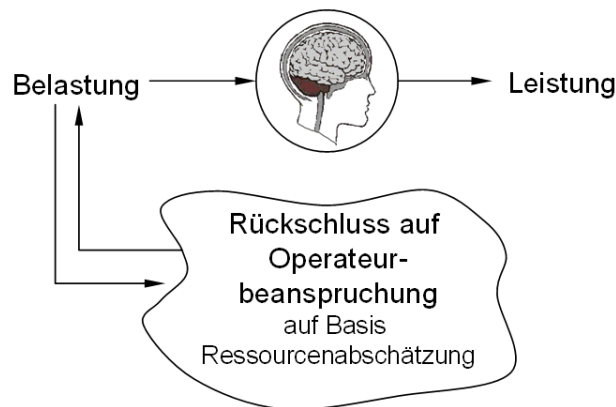 Belastung
Leistung
Rückschluss auf
Operateur-
beanspruchung
auf Basis
Ressourcenabschätzung